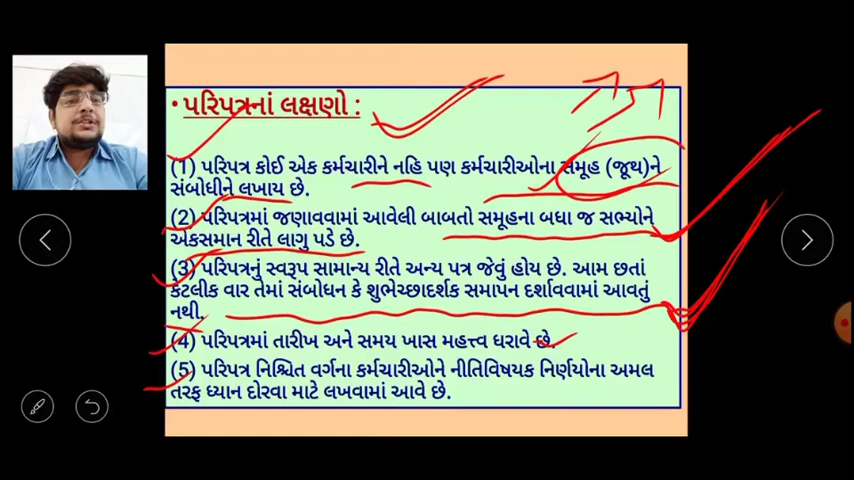 • પરિપત્રનાં લક્ષણો :
(1) પરિપત્ર કોઈ એક કર્મચારીને નહિ પણ કર્મચારીઓના સમૂહ (જૂથ)ને
સંબોધીને લખાય છે.
(2) પરિપત્રમાં જણાવવામાં આવેલી બાબતો સમૂહના બધા જ સભ્યોને
એકસમાન રીતે લાગુ પડે છે.
(3) પરિપત્રનું સ્વરૂપ સામાન્ય રીતે અન્ય પત્ર જેવું હોય છે. આમ છતાં
કેટલીક વાર તેમાં સંબોધન કે શુભેચ્છાદર્શક સમાપન દર્શાવવામાં આવતું
નથી.
(4) પરિપત્રમાં તારીખ અને સમય ખાસ મહત્ત્વ ધરાવે છે.
(5) પરિપત્ર નિશ્ચિત વર્ગના કર્મચારીઓને નીતિવિષયક નિર્ણયોના અમલ
તરફ ધ્યાન દોરવા માટે લખવામાં આવે છે.